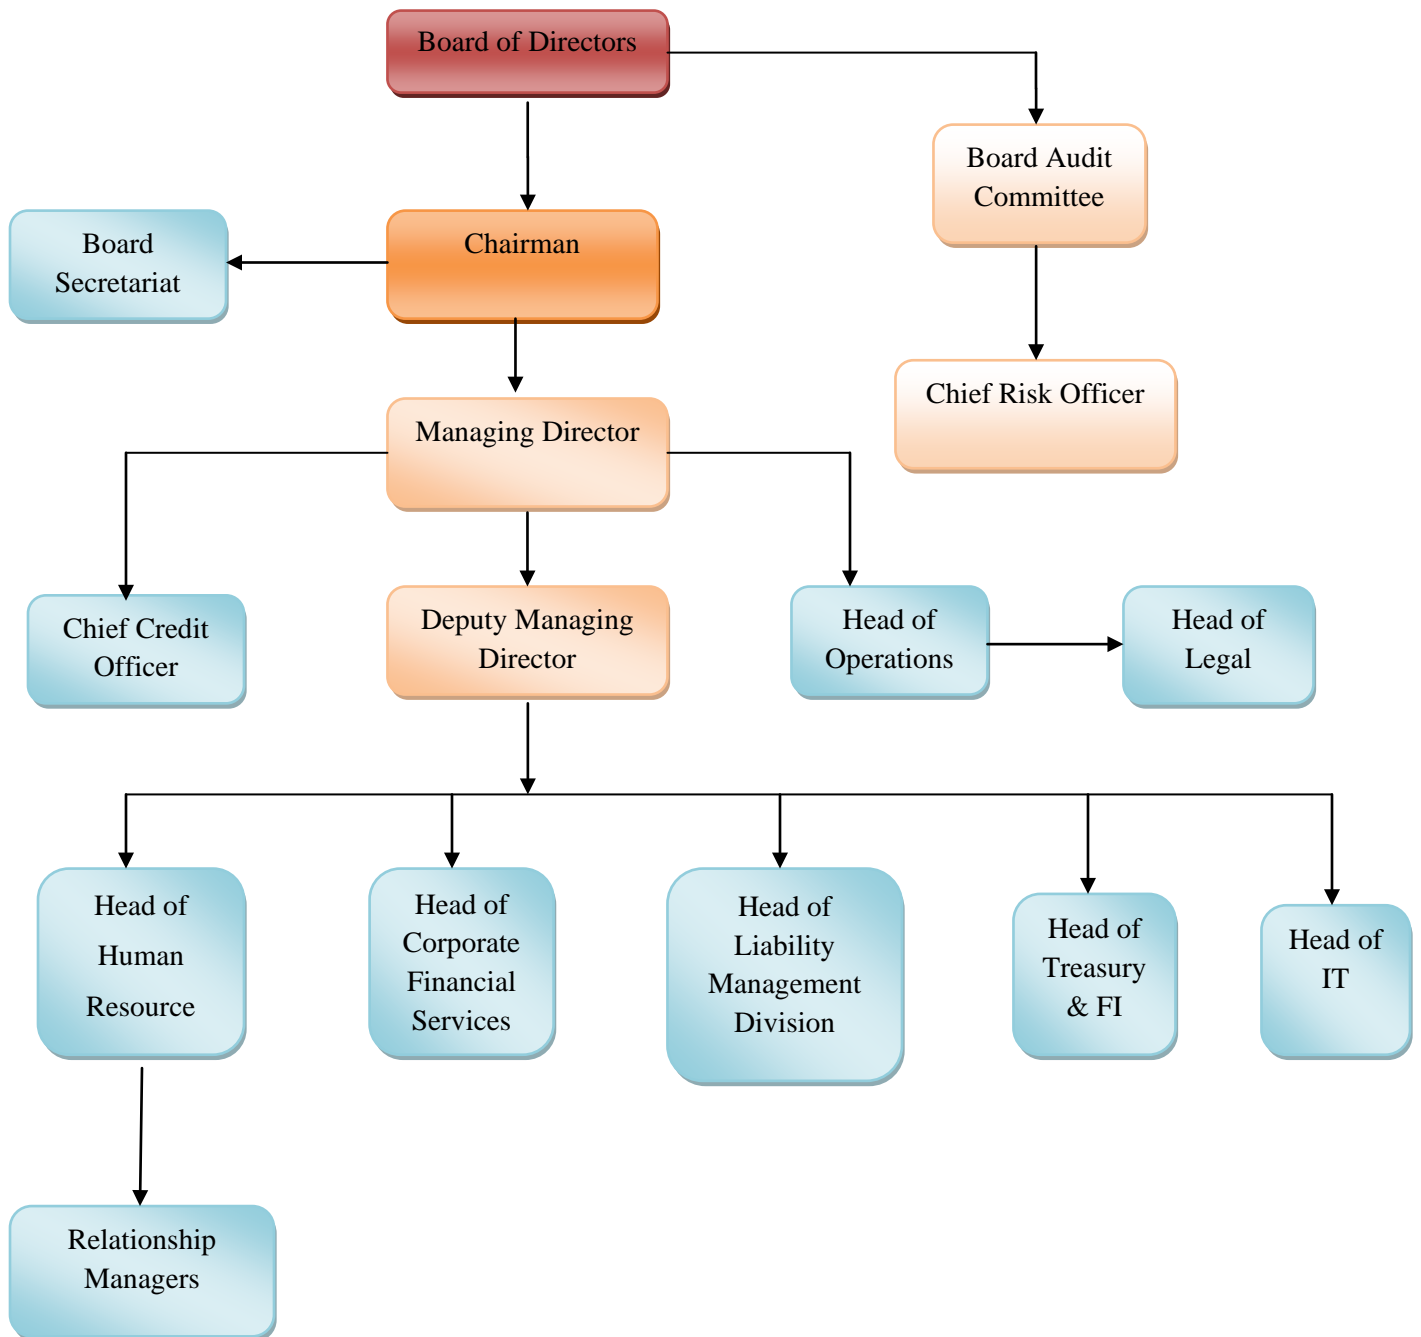 Board of Directors
Board Audit
Committee
Board
Secretariat
Chairman
Chief Risk Officer
Managing Director
Chief Credit
Officer
Deputy Managing
Director
Head of
Operations
Head of
Legal
Head of
Human
Resource
Head of
Corporate
Financial
Services
Head of
Liability
Management
Division
Head of
Treasury
& FI
Head of
IT
Relationship
Managers